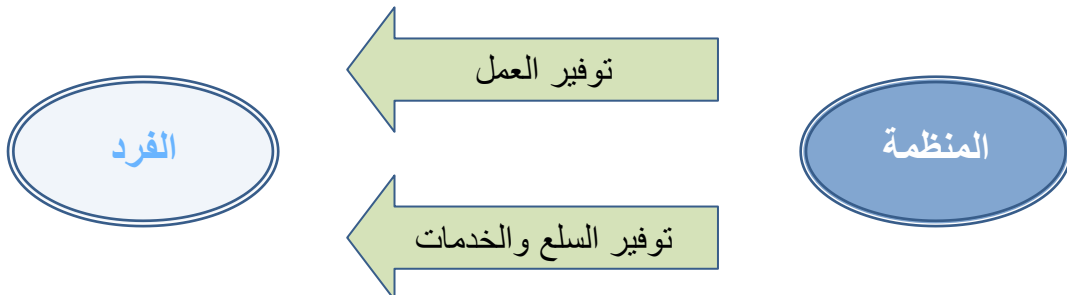 توفير العمل
المنظمة
الفرد
توفير السلع والخدمات